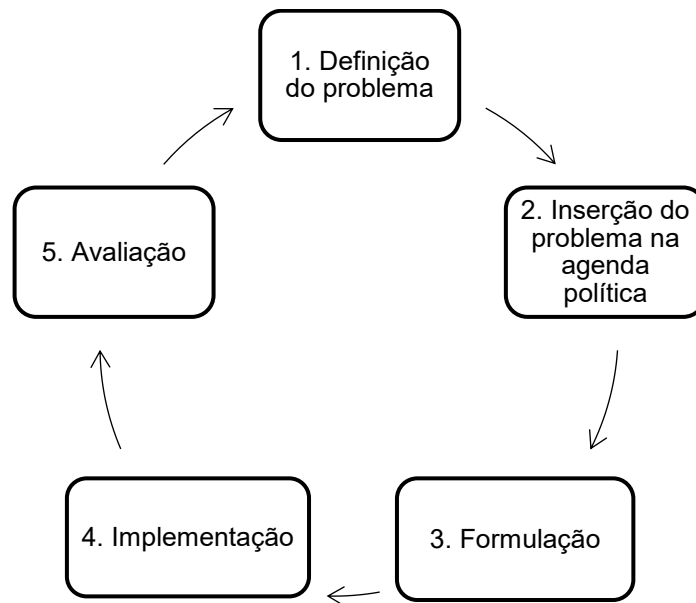 1. Definição
do problema
2. Inserção do
problema na
agenda
política
3. Formulação
4. Implementação
5. Avaliação